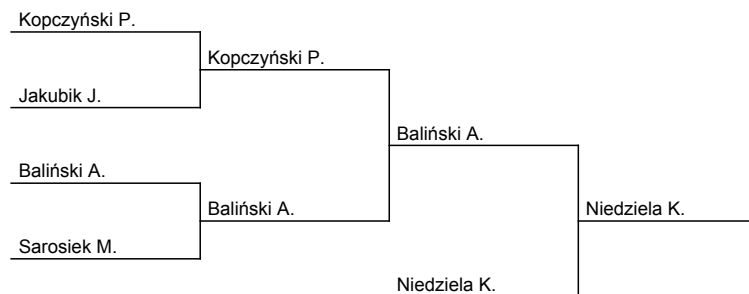 Kopczyński P.
Kopczyński P.
Jakubik J.
Baliński A.
Baliński A.
Baliński A.
Niedziela K.
Sarosiek M.
Niedziela K.